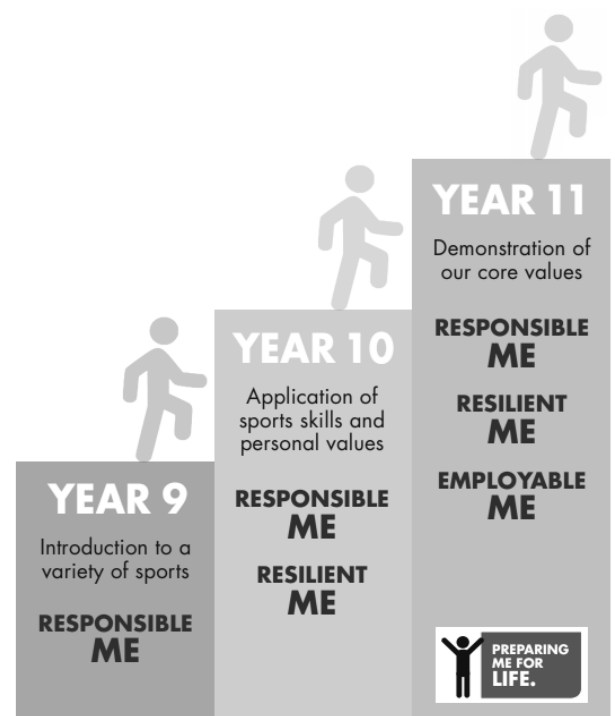 YEAR 9
Introduction to a
variety of sports
RESPONSIBLE
ME
YEAR 10
Application of
sports skills and
personal values
RESPONSIBLE
ME
RESILIENT
ME
YEAR 11
Demonstration of
our core values
RESPONSIBLE
ME
RESILIENT
ME
EMPLOYABLE
ME
PREPARING
ME FOR
LIFE.